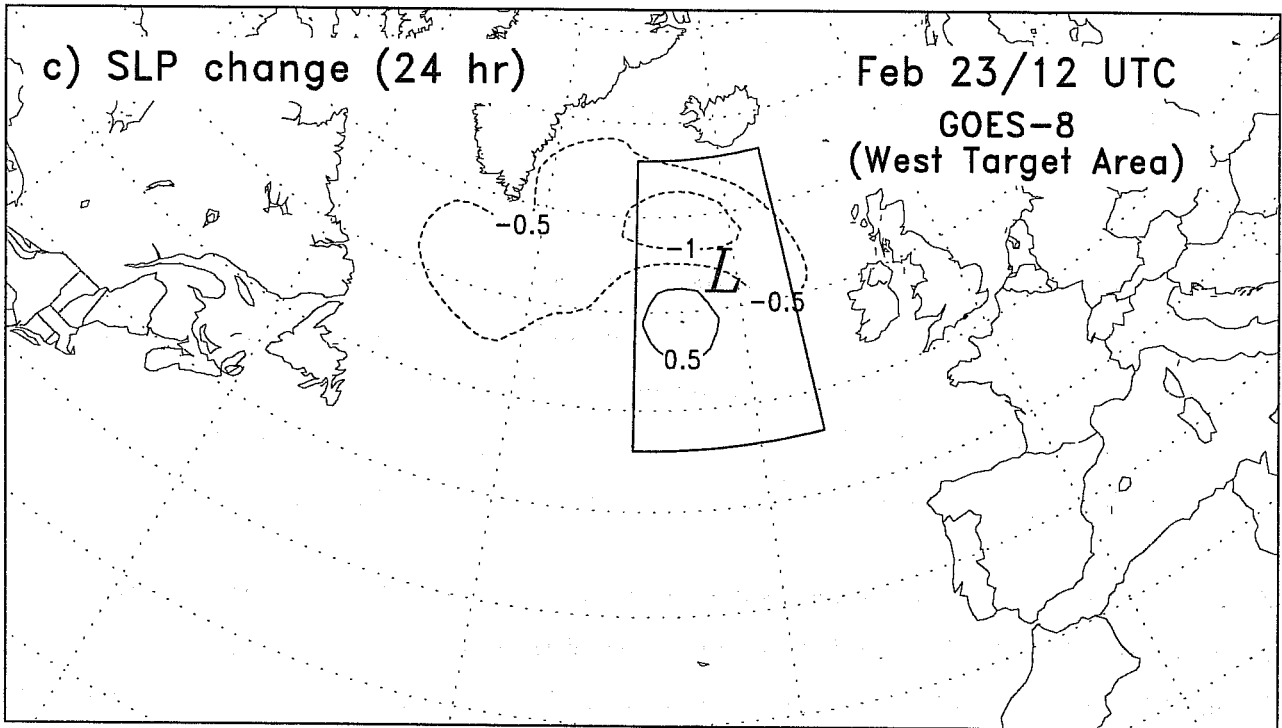 c) SLP change (24 hr)
Feb 23/12 UTC
GOES-8
(West Target Area)
-0.5
-1
L
-0.5
0.5